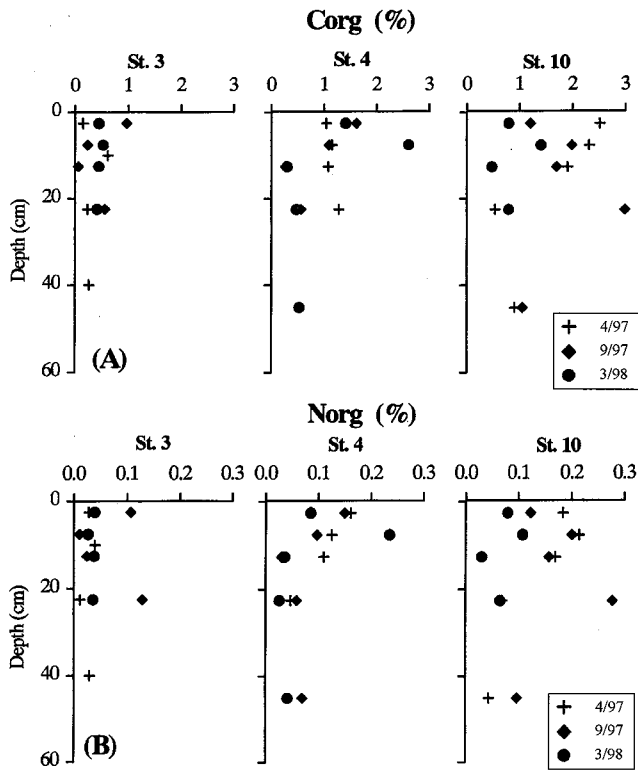 Corg (%)
St. 3 St. 4 St. 10
0 1 2 3 0 1 2 3 0 1 2 3
0
20
40
60
Depth (cm)
(A)
4/97
9/97
3/98
Norg (%)
St. 3 St. 4 St. 10
0.0 0.1 0.2 0.3 0.0 0.1 0.2 0.3 0.0 0.1 0.2 0.3
0
20
40
60
Depth (cm)
(B)
4/97
9/97
3/98